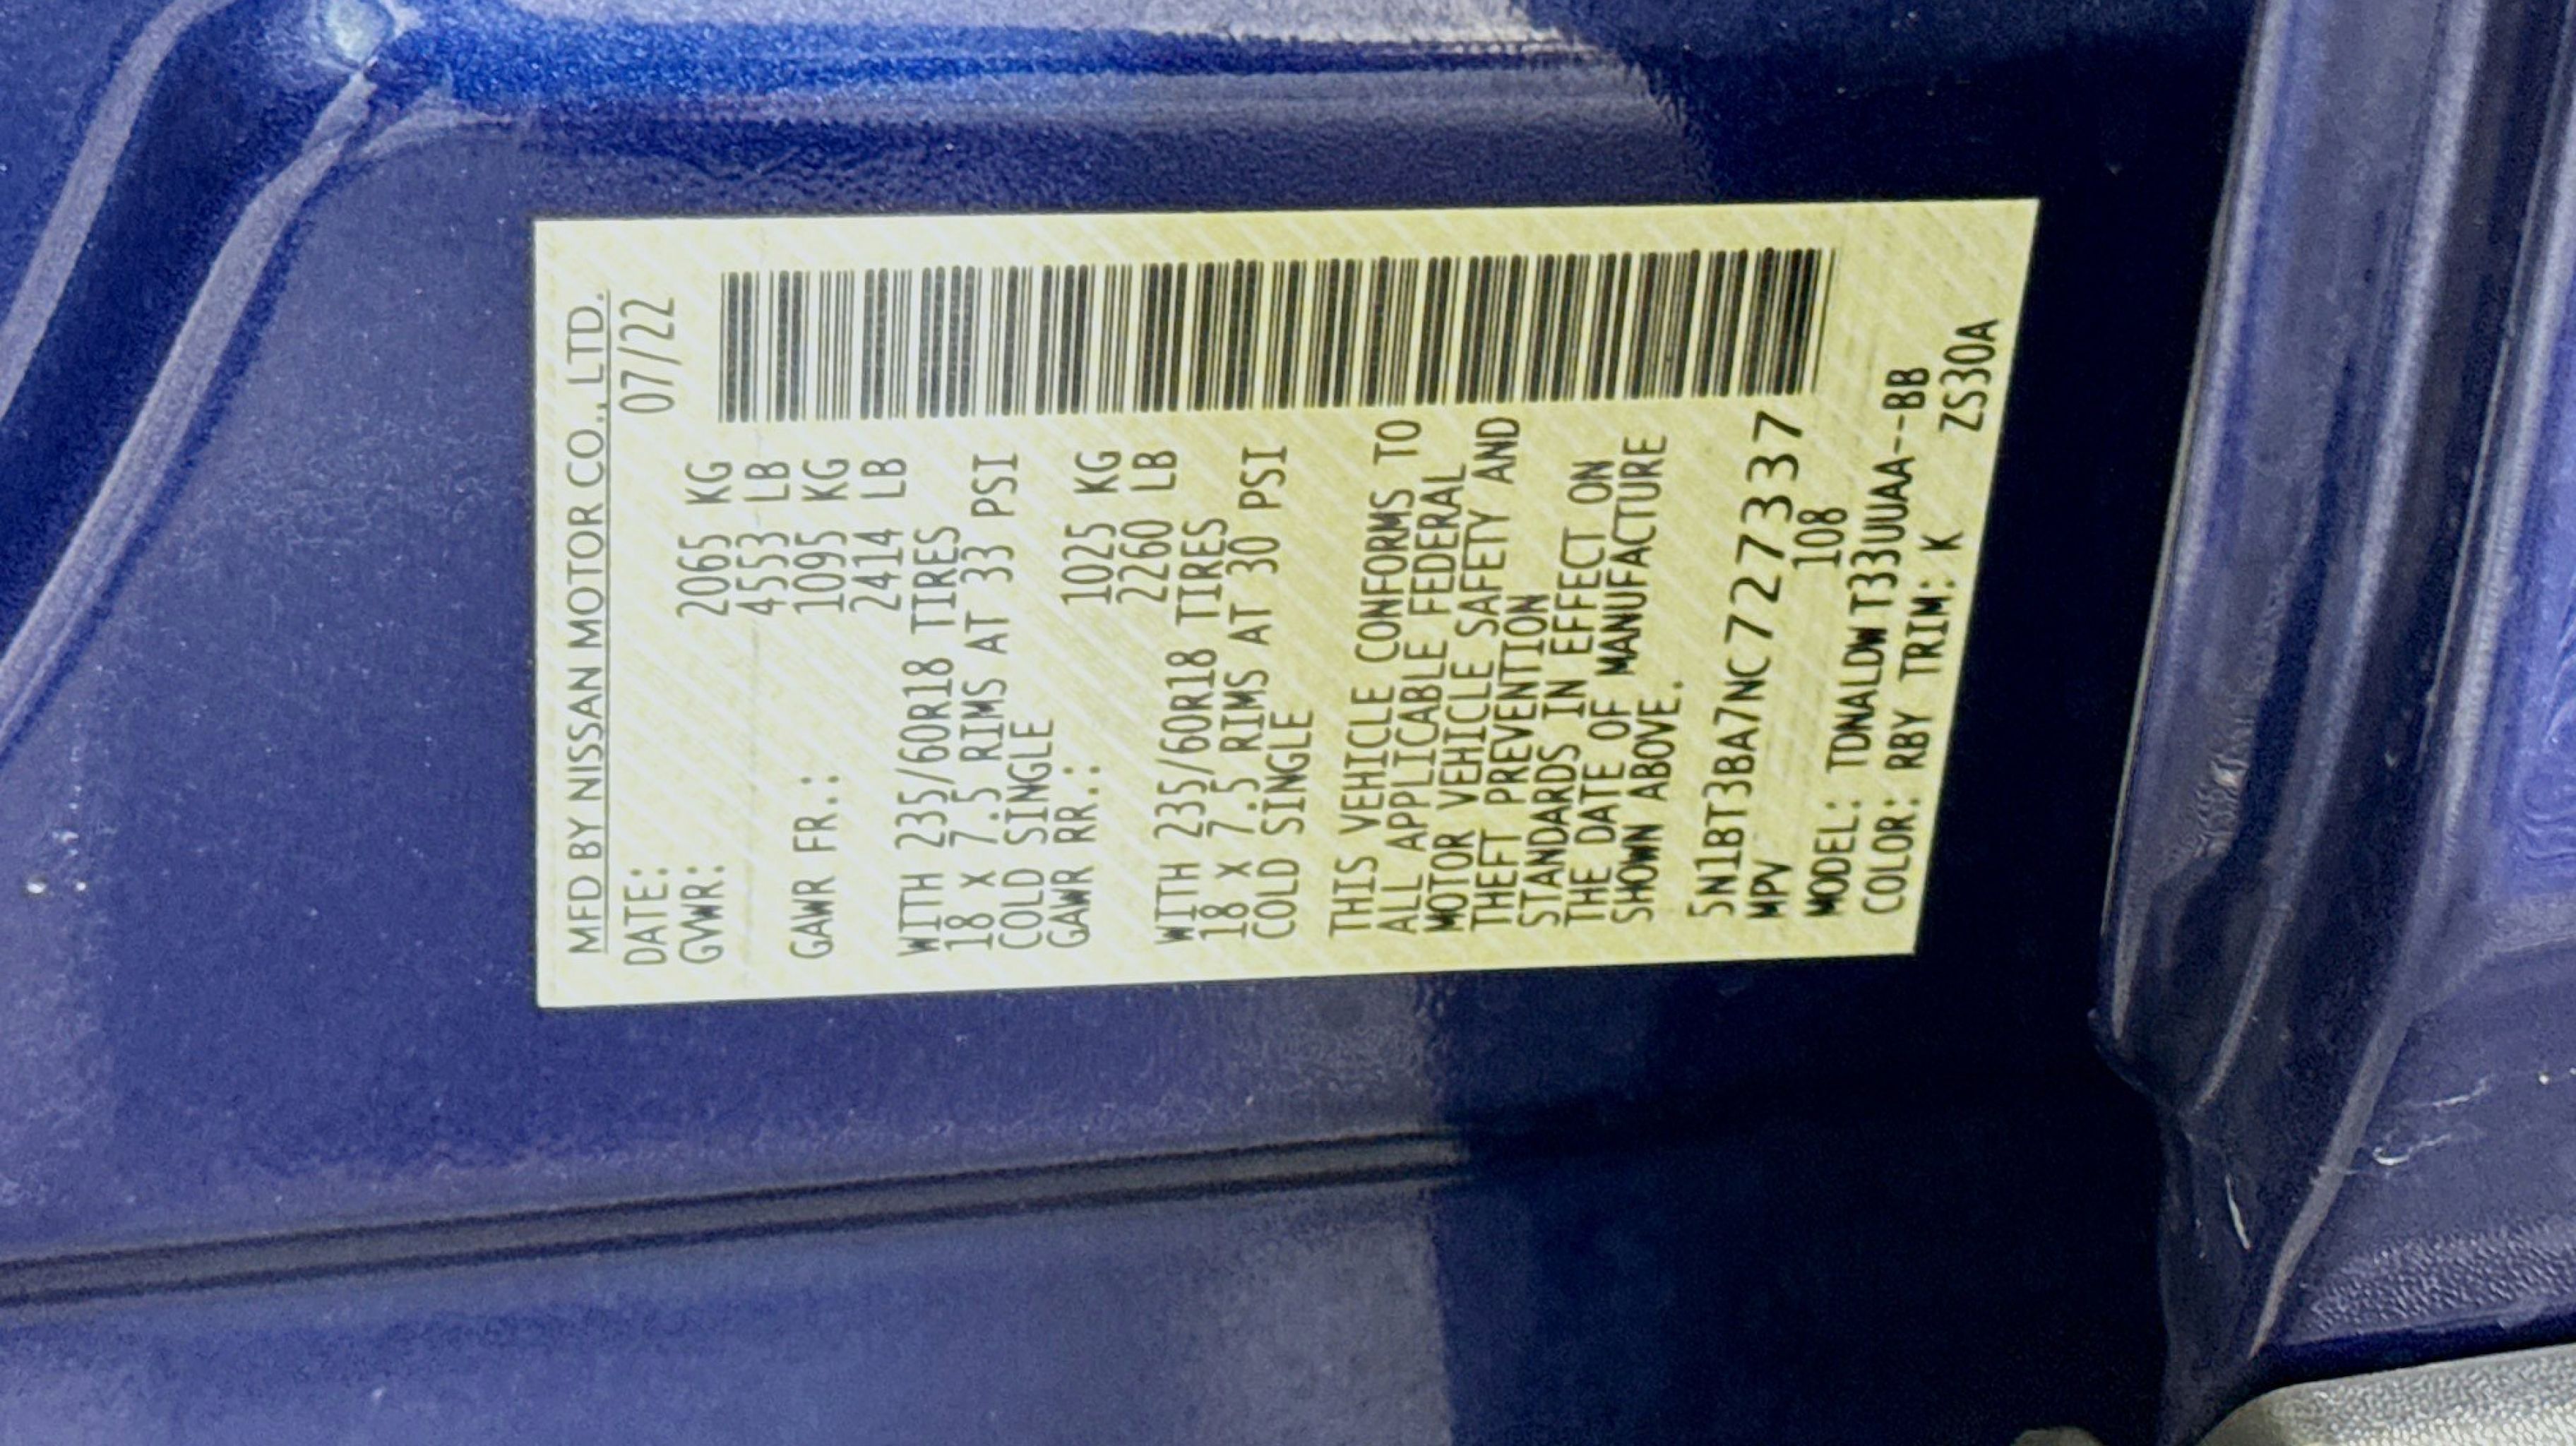 MFD BY NISSAN MOTOR CO., LTD.
DATE: 07/22
GVWR: 2065 KG
4553 LB
GAWR FR.: 1095 KG
2414 LB
WITH 235/60R18 TIRES
18 X 7.5 RIMS AT 33 PSI
COLD SINGLE
GAWR RR.: 1025 KG
2260 LB
WITH 235/60R18 TIRES
18 X 7.5 RIMS AT 30 PSI
COLD SINGLE
THIS VEHICLE CONFORMS TO
ALL APPLICABLE FEDERAL
MOTOR VEHICLE SAFETY AND
THEFT PREVENTION
STANDARDS IN EFFECT ON
THE DATE OF MANUFACTURE
SHOWN ABOVE.
5N1BT3BA7NC727337
MPV 108
MODEL: TDNALDW T33UUAA--BB
COLOR: RBY TRIM: K ZS30A